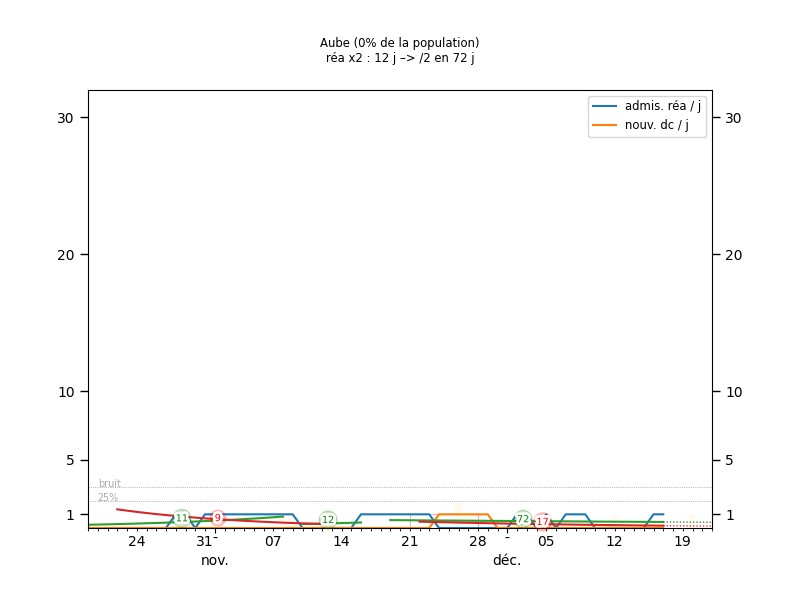 Aube (0% de la population)
réa x2 : 12 j –> /2 en 72 j
admis. réa / j
nouv. dc / j
30 30
20 20
10 10
5 5
bruit
25%
1 11 9 12 72 17 1
24 31 07 14 21 28 05 12 19
nov. déc.